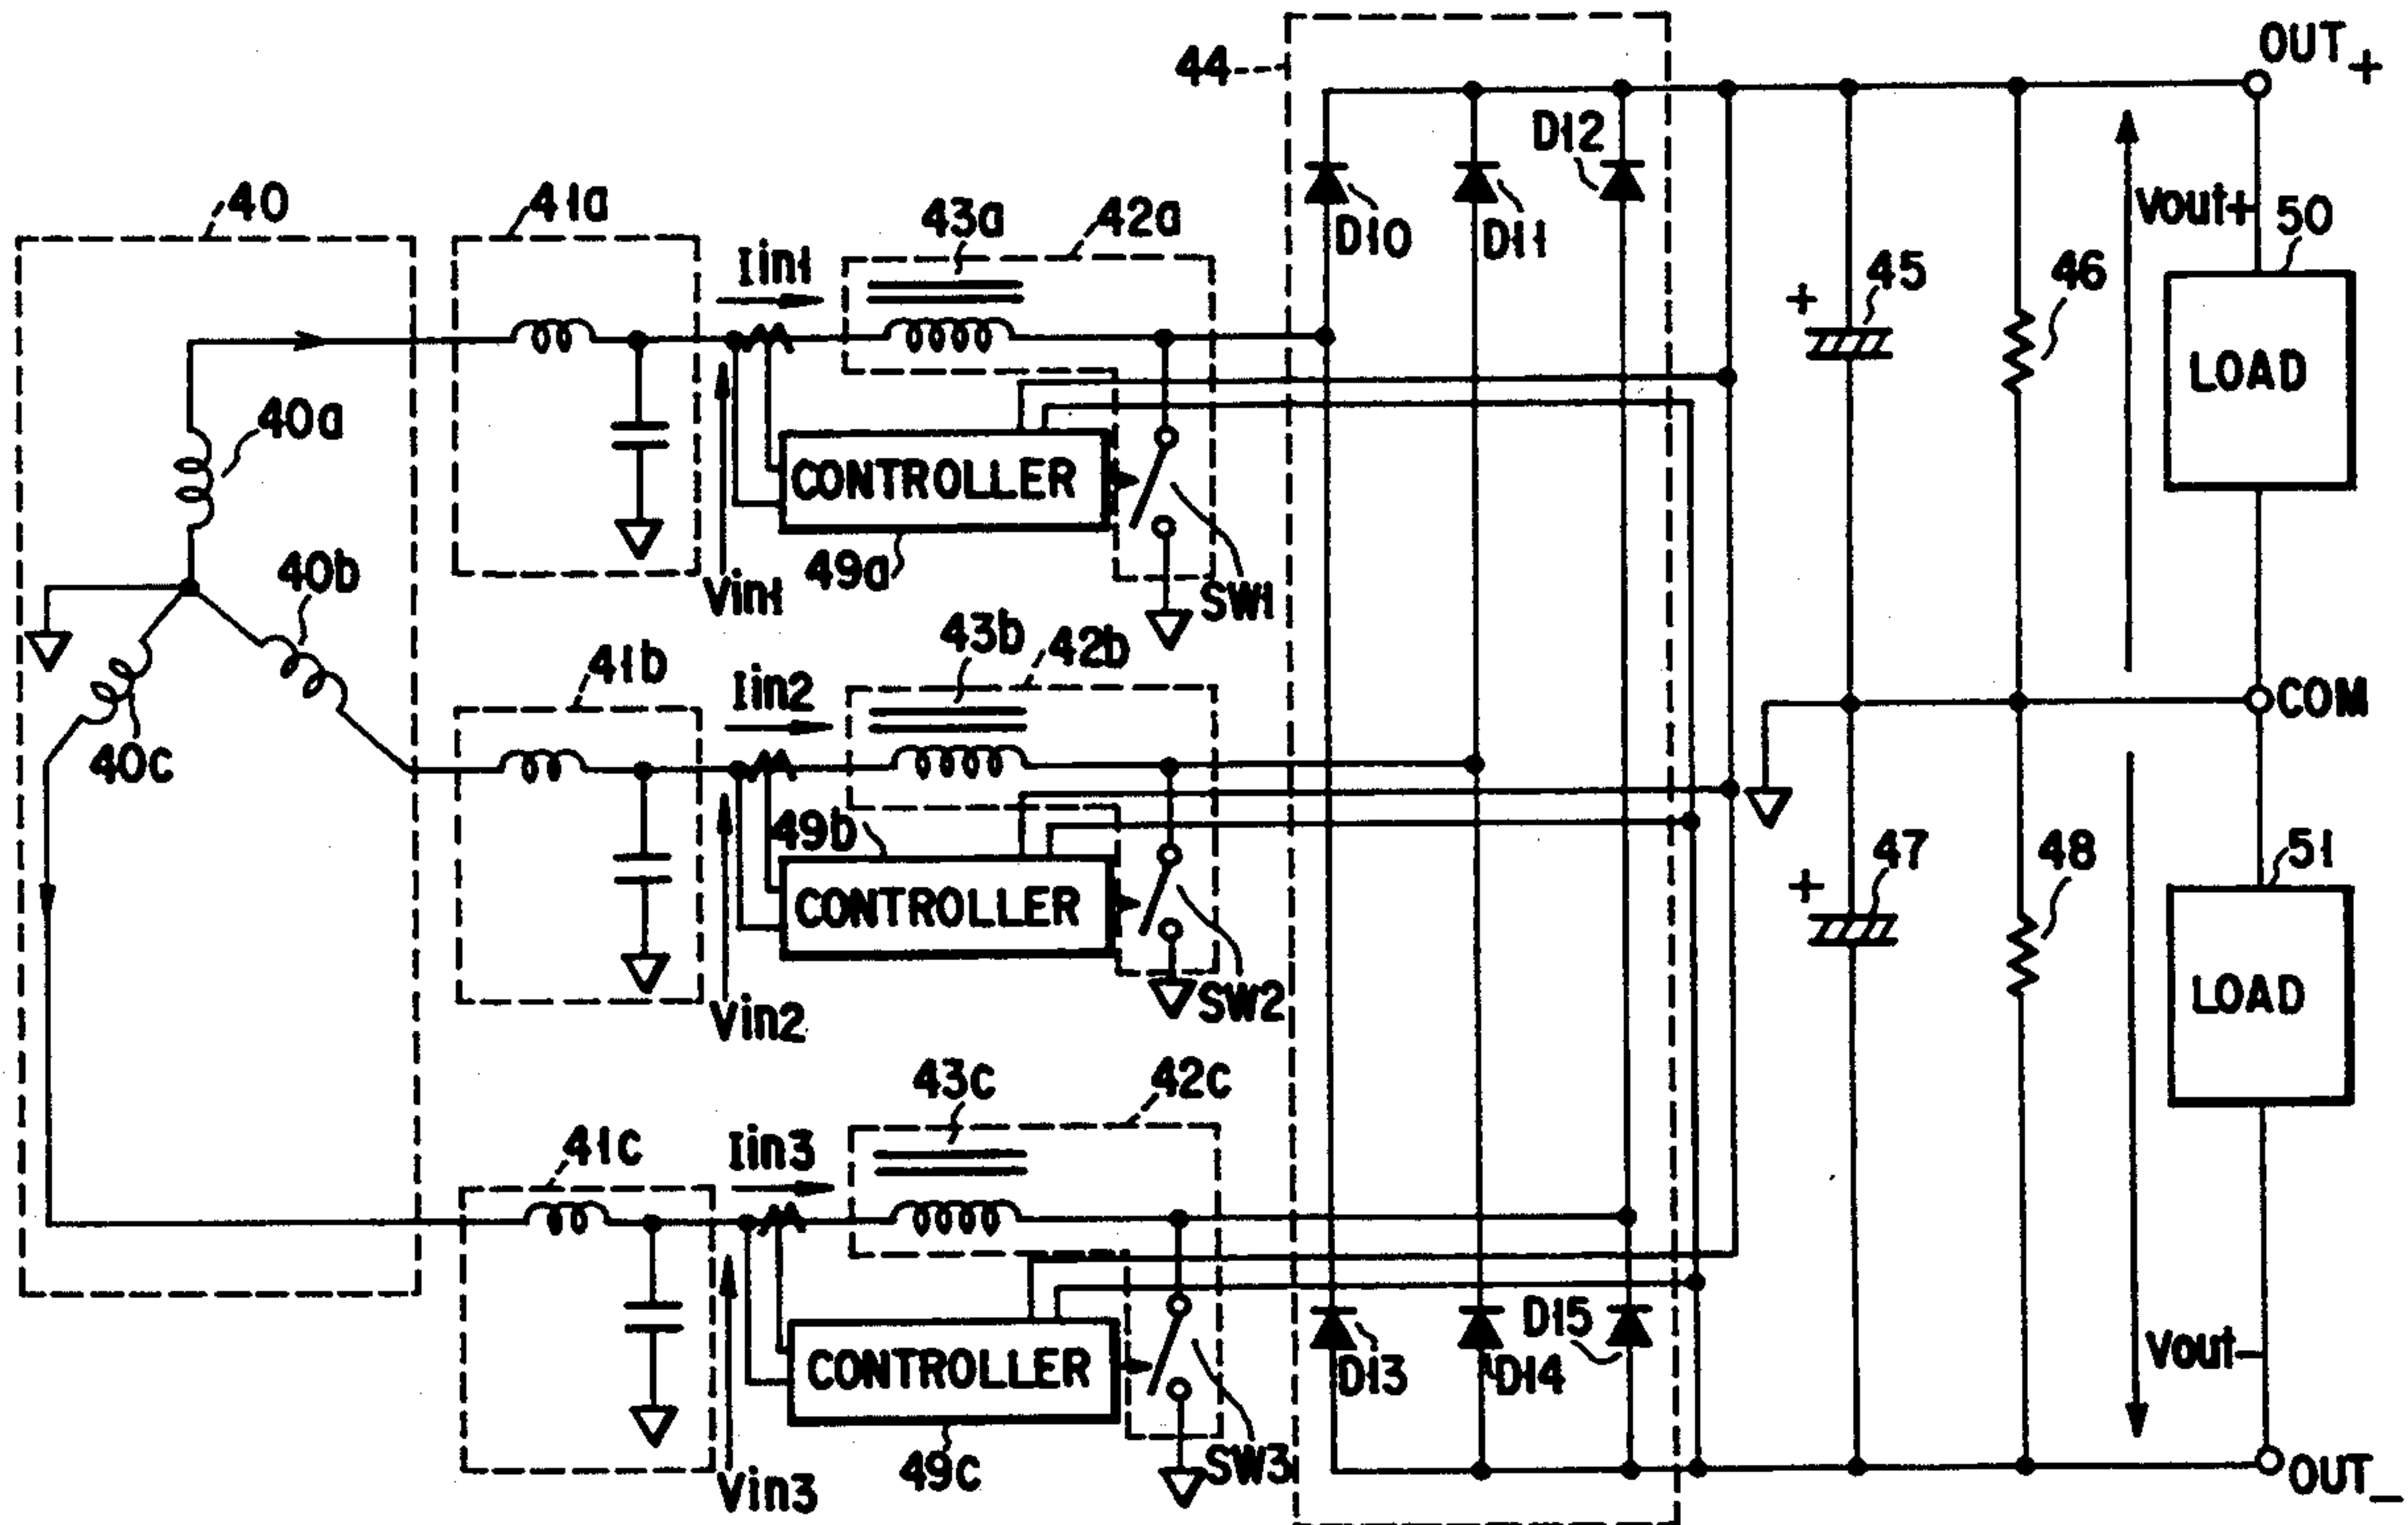 OUT+
44
D12
40
41a
43a
42a
Vout+
50
D10
D11
Iin1
45
46
+
LOAD
40a
CONTROLLER
40b
49a
Vin1
SW1
43b
42b
41b
Iin2
COM
40c
49b
+
47
48
51
CONTROLLER
LOAD
Vin2
SW2
43c
42c
41c
Iin3
D15
D13
D14
Vout-
CONTROLLER
49c
SW3
Vin3
OUT-